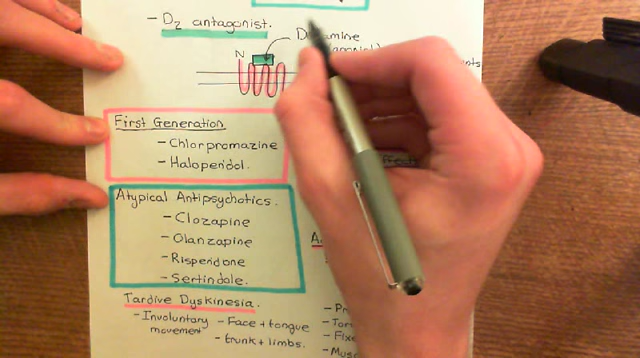 - D2 antagonist.
N
First Generation
- Chlorpromazine
- Haloperidol.
Atypical Antipsychotics.
- Clozapine
- Olanzapine
- Risperidone
- Sertindole.
Tardive Dyskinesia.
- Involuntary movement
- Face + tongue
- trunk + limbs.